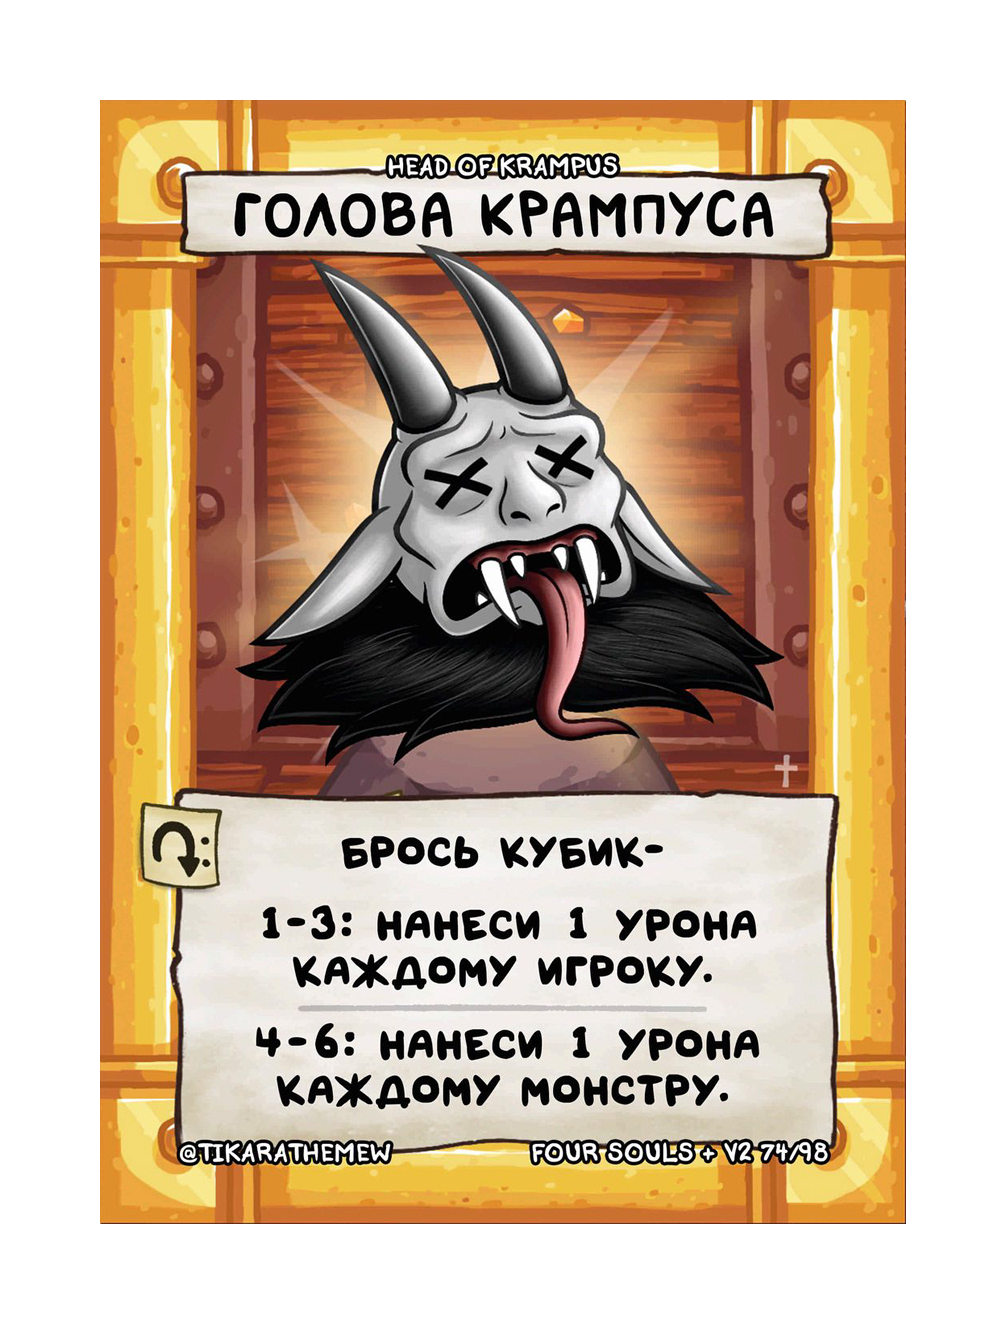 HEAD OF KRAMPUS
ГОЛОВА КРАМПУСА
БРОСЬ КУБИК-
1-3: НАНЕСИ 1 УРОНА
КАЖДОМУ ИГРОКУ.
4-6: НАНЕСИ 1 УРОНА
КАЖДОМУ МОНСТРУ.
@TIKARATHEMEW
FOUR SOULS + V2 74/98